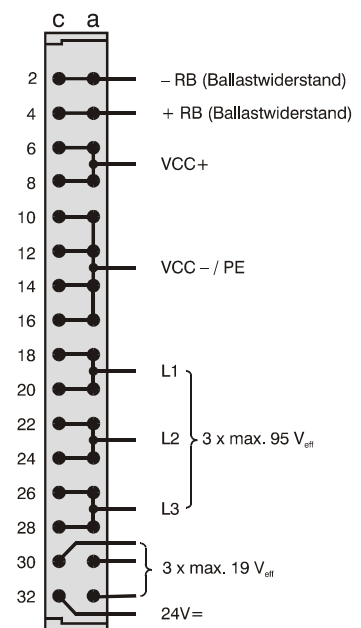 c a
2 – RB (Ballastwiderstand)
4 + RB (Ballastwiderstand)
6
VCC+
8
10
12
VCC – / PE
14
16
18
L1
20
22
L2 3 x max. 95 Veff
24
26
L3
28
30
3 x max. 19 Veff
32
24V=